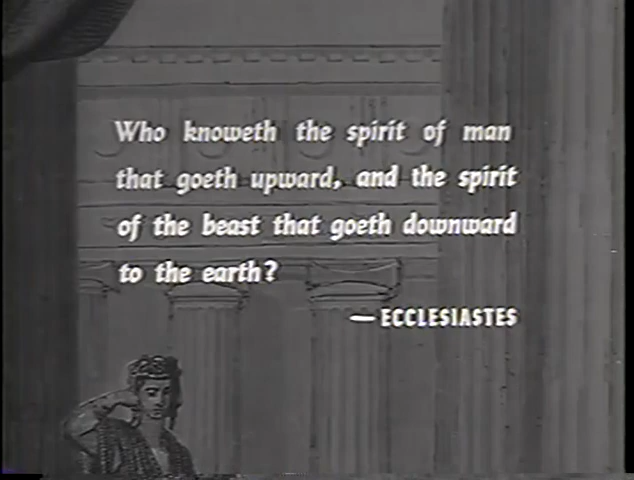 Who knoweth the spirit of man
that goeth upward, and the spirit
of the beast that goeth downward
to the earth?
— ECCLESIASTES